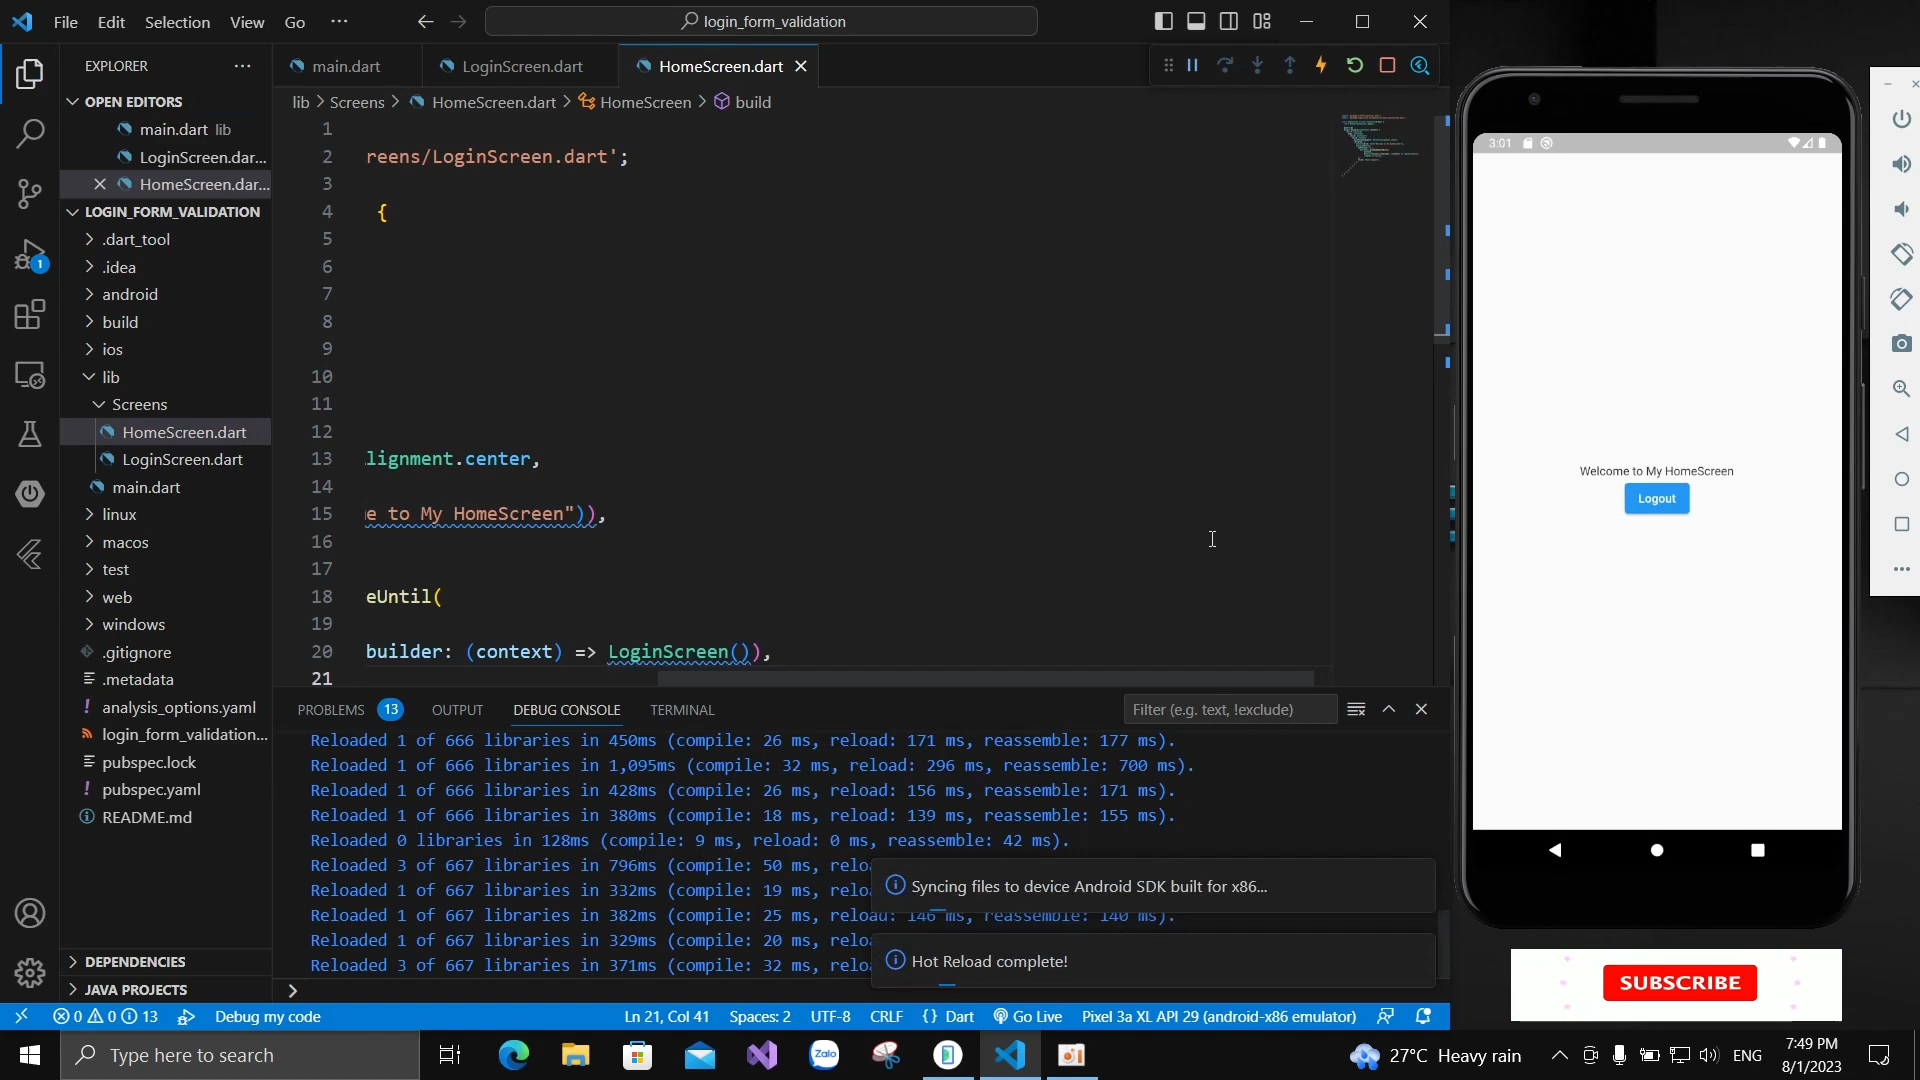 File Edit Selection View Go ···
login_form_validation
EXPLORER
OPEN EDITORS
main.dart lib
LoginScreen.dar...
HomeScreen.dar...
LOGIN_FORM_VALIDATION
.dart_tool
.idea
android
build
ios
lib
Screens
HomeScreen.dart
LoginScreen.dart
main.dart
linux
macos
test
web
windows
.gitignore
.metadata
analysis_options.yaml
login_form_validation...
pubspec.lock
pubspec.yaml
README.md
DEPENDENCIES
JAVA PROJECTS
1
main.dart LoginScreen.dart HomeScreen.dart
lib > Screens > HomeScreen.dart > HomeScreen > build
1
2 reens/LoginScreen.dart';
3
4 {
5
6
7
8
9
10
11
12
13 lignment.center,
14
15 e to My HomeScreen")),
16
17
18 eUntil(
19
20 builder: (context) => LoginScreen()),
21
PROBLEMS 13 OUTPUT DEBUG CONSOLE TERMINAL
Filter (e.g. text, !exclude)
Reloaded 1 of 666 libraries in 450ms (compile: 26 ms, reload: 171 ms, reassemble: 177 ms).
Reloaded 1 of 666 libraries in 1,095ms (compile: 32 ms, reload: 296 ms, reassemble: 700 ms).
Reloaded 1 of 666 libraries in 428ms (compile: 26 ms, reload: 156 ms, reassemble: 171 ms).
Reloaded 1 of 666 libraries in 380ms (compile: 18 ms, reload: 139 ms, reassemble: 155 ms).
Reloaded 0 libraries in 128ms (compile: 9 ms, reload: 0 ms, reassemble: 42 ms).
Reloaded 3 of 667 libraries in 796ms (compile: 50 ms, relo
Reloaded 1 of 667 libraries in 332ms (compile: 19 ms, relo
Reloaded 1 of 667 libraries in 382ms (compile: 25 ms, reload: 146 ms, reassemble: 140 ms).
Reloaded 1 of 667 libraries in 329ms (compile: 20 ms, relo
Reloaded 3 of 667 libraries in 371ms (compile: 32 ms, relo
Syncing files to device Android SDK built for x86...
Hot Reload complete!
3:01
Welcome to My HomeScreen
Logout
SUBSCRIBE
0 0 13 Debug my code Ln 21, Col 41 Spaces: 2 UTF-8 CRLF {} Dart Go Live Pixel 3a XL API 29 (android-x86 emulator)
Type here to search
Zalo
27°C Heavy rain
ENG
7:49 PM
8/1/2023